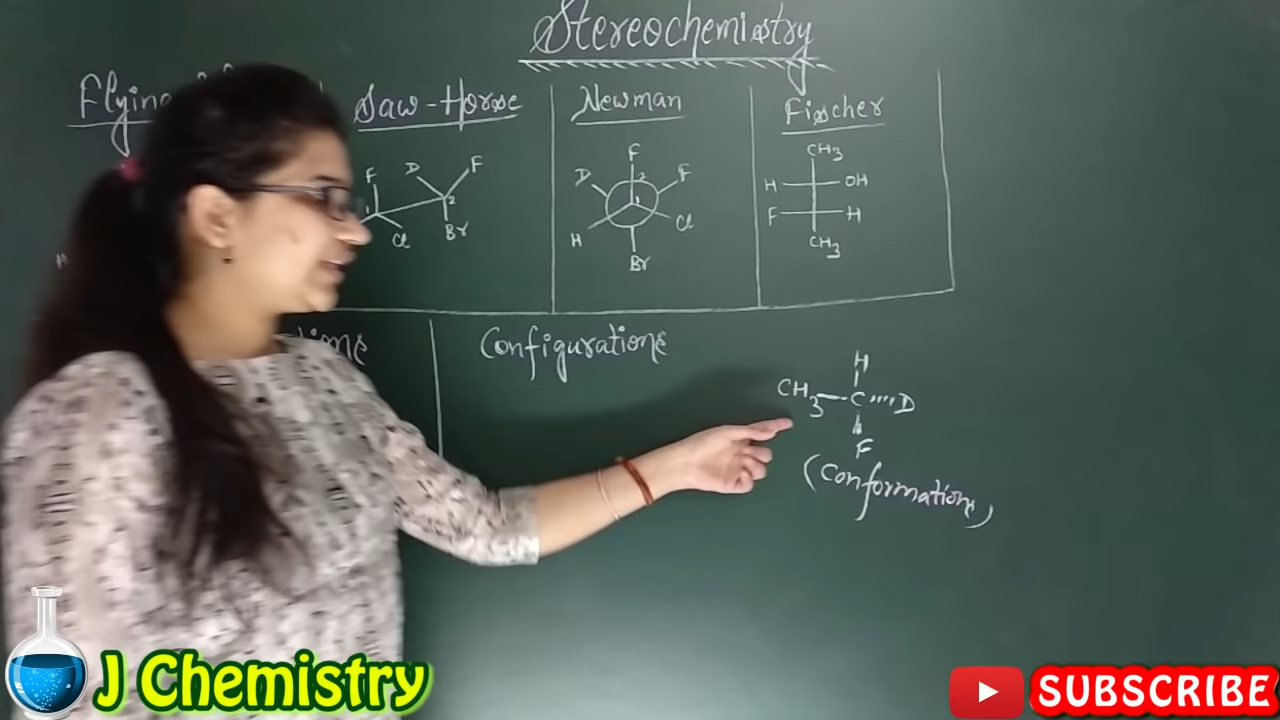 Stereochemistry
Flying
Saw-Horse
Newman
Fischer
F D F
1 2
Cl Br
F
D 2 F
1
H Cl
Br
CH3
H OH
F H
CH3
Configurations
H
CH3 C D
F
(Conformations)
J Chemistry
SUBSCRIBE